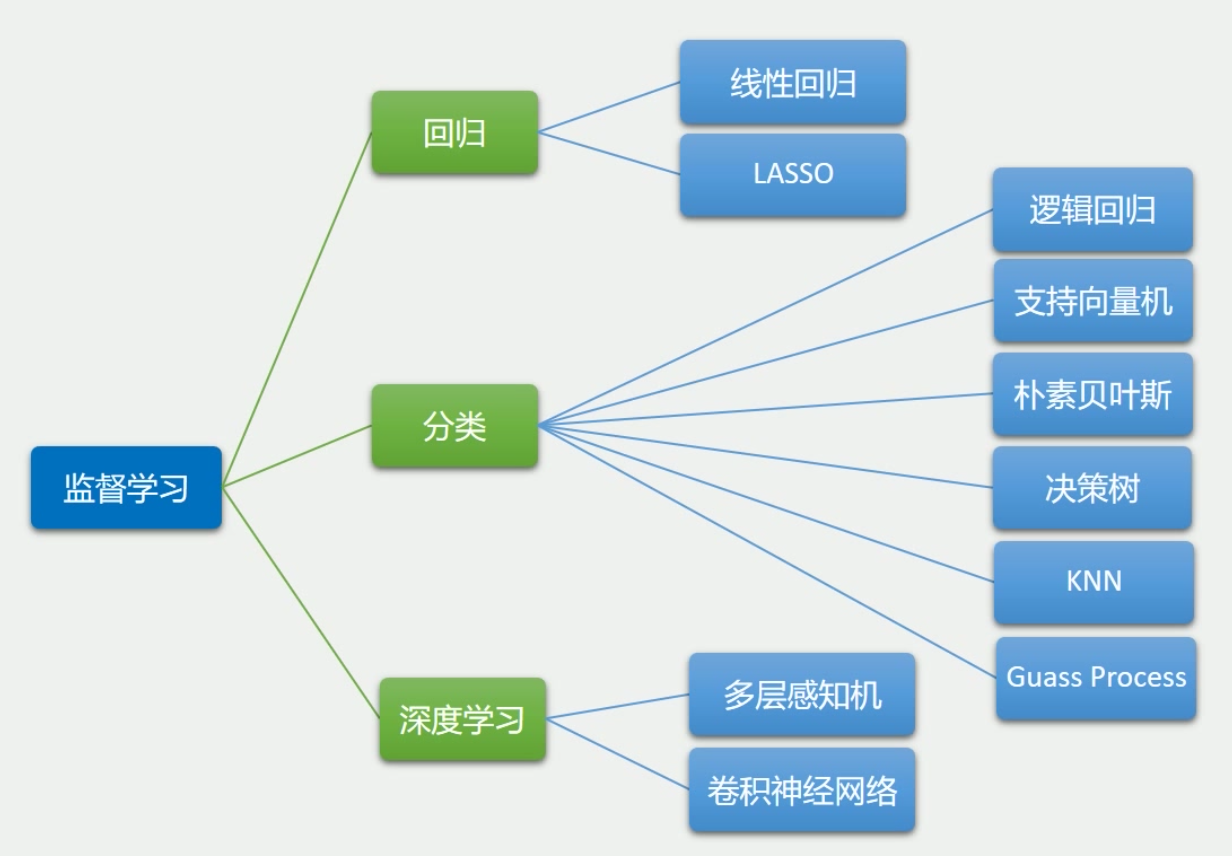 监督学习
回归
线性回归
LASSO
分类
逻辑回归
支持向量机
朴素贝叶斯
决策树
KNN
Guass Process
深度学习
多层感知机
卷积神经网络